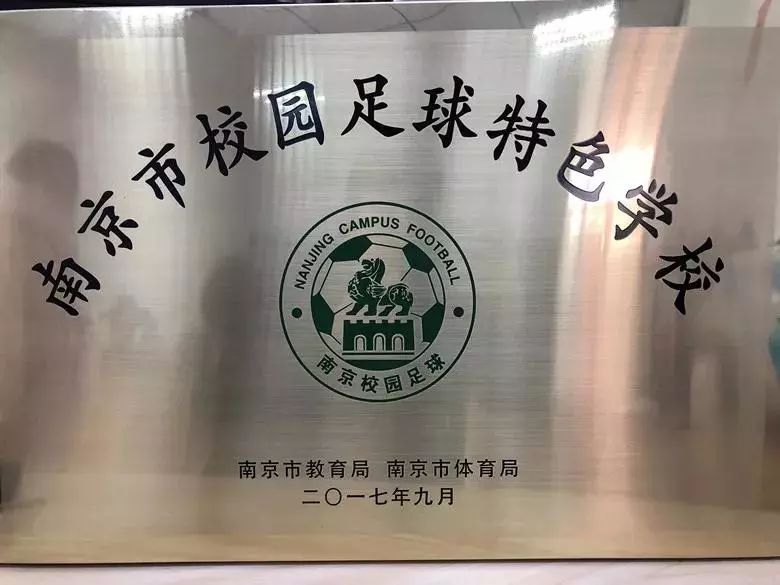 南京市校园足球特色学校
NANJING CAMPUS FOOTBALL
南京校园足球
南京市教育局 南京市体育局
二〇一七年九月